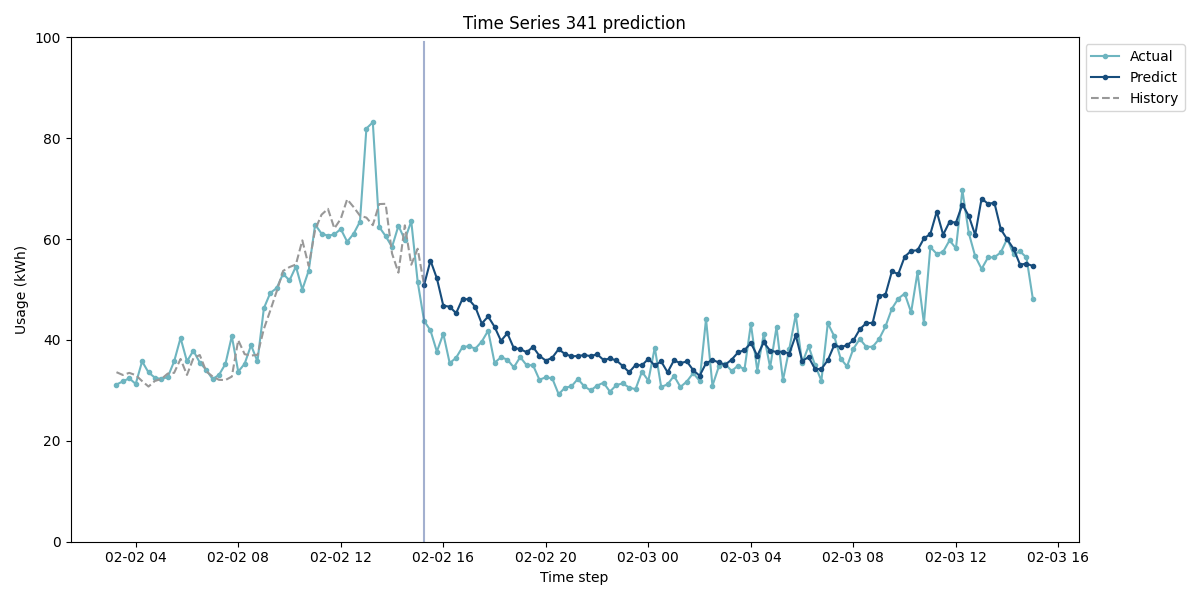 Time Series 341 prediction
100
80
60
40
20
0
Usage (kWh)
02-02 04
02-02 08
02-02 12
02-02 16
02-02 20
02-03 00
02-03 04
02-03 08
02-03 12
02-03 16
Time step
Actual
Predict
History